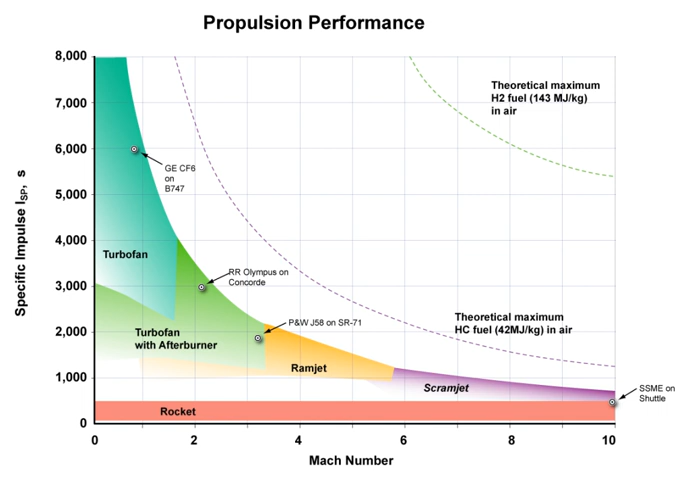 Propulsion Performance
8,000
7,000
6,000
5,000
4,000
3,000
2,000
1,000
0
Specific Impulse ISP, s
Theoretical maximum
H2 fuel (143 MJ/kg)
in air
GE CF6
on
B747
Turbofan
RR Olympus on
Concorde
Turbofan
with Afterburner
P&W J58 on SR-71
Theoretical maximum
HC fuel (42MJ/kg) in air
Ramjet
Scramjet
SSME on
Shuttle
Rocket
0
2
4
6
8
10
Mach Number